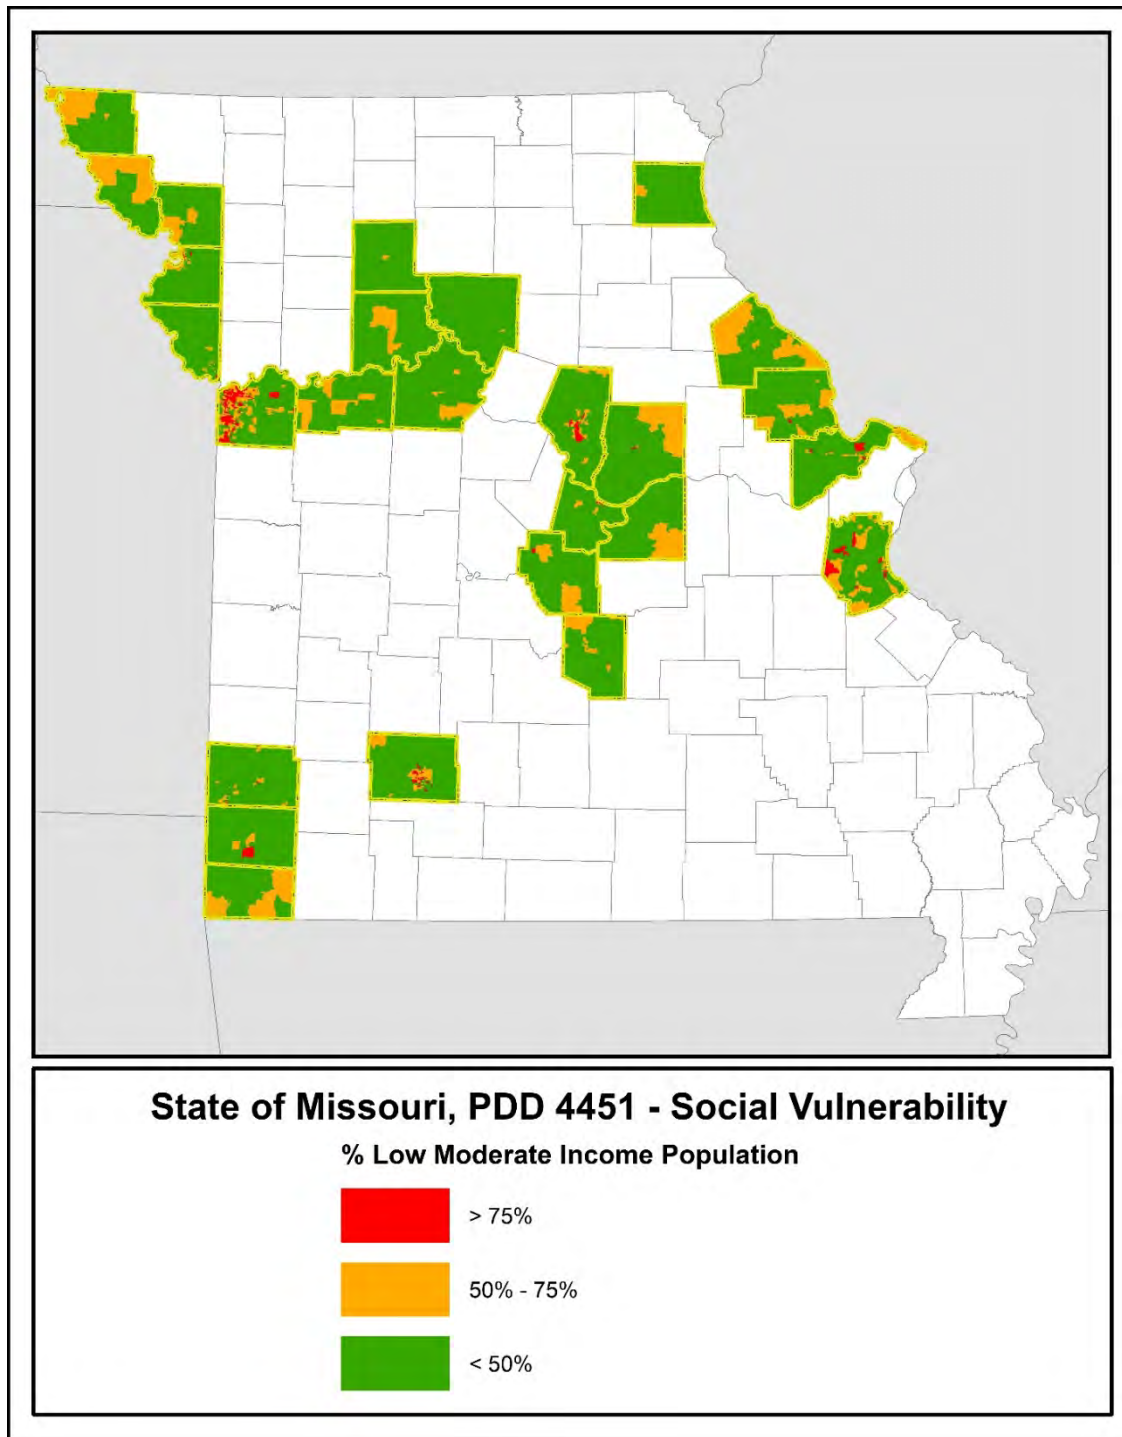 State of Missouri, PDD 4451 - Social Vulnerability
% Low Moderate Income Population
> 75%
50% - 75%
< 50%